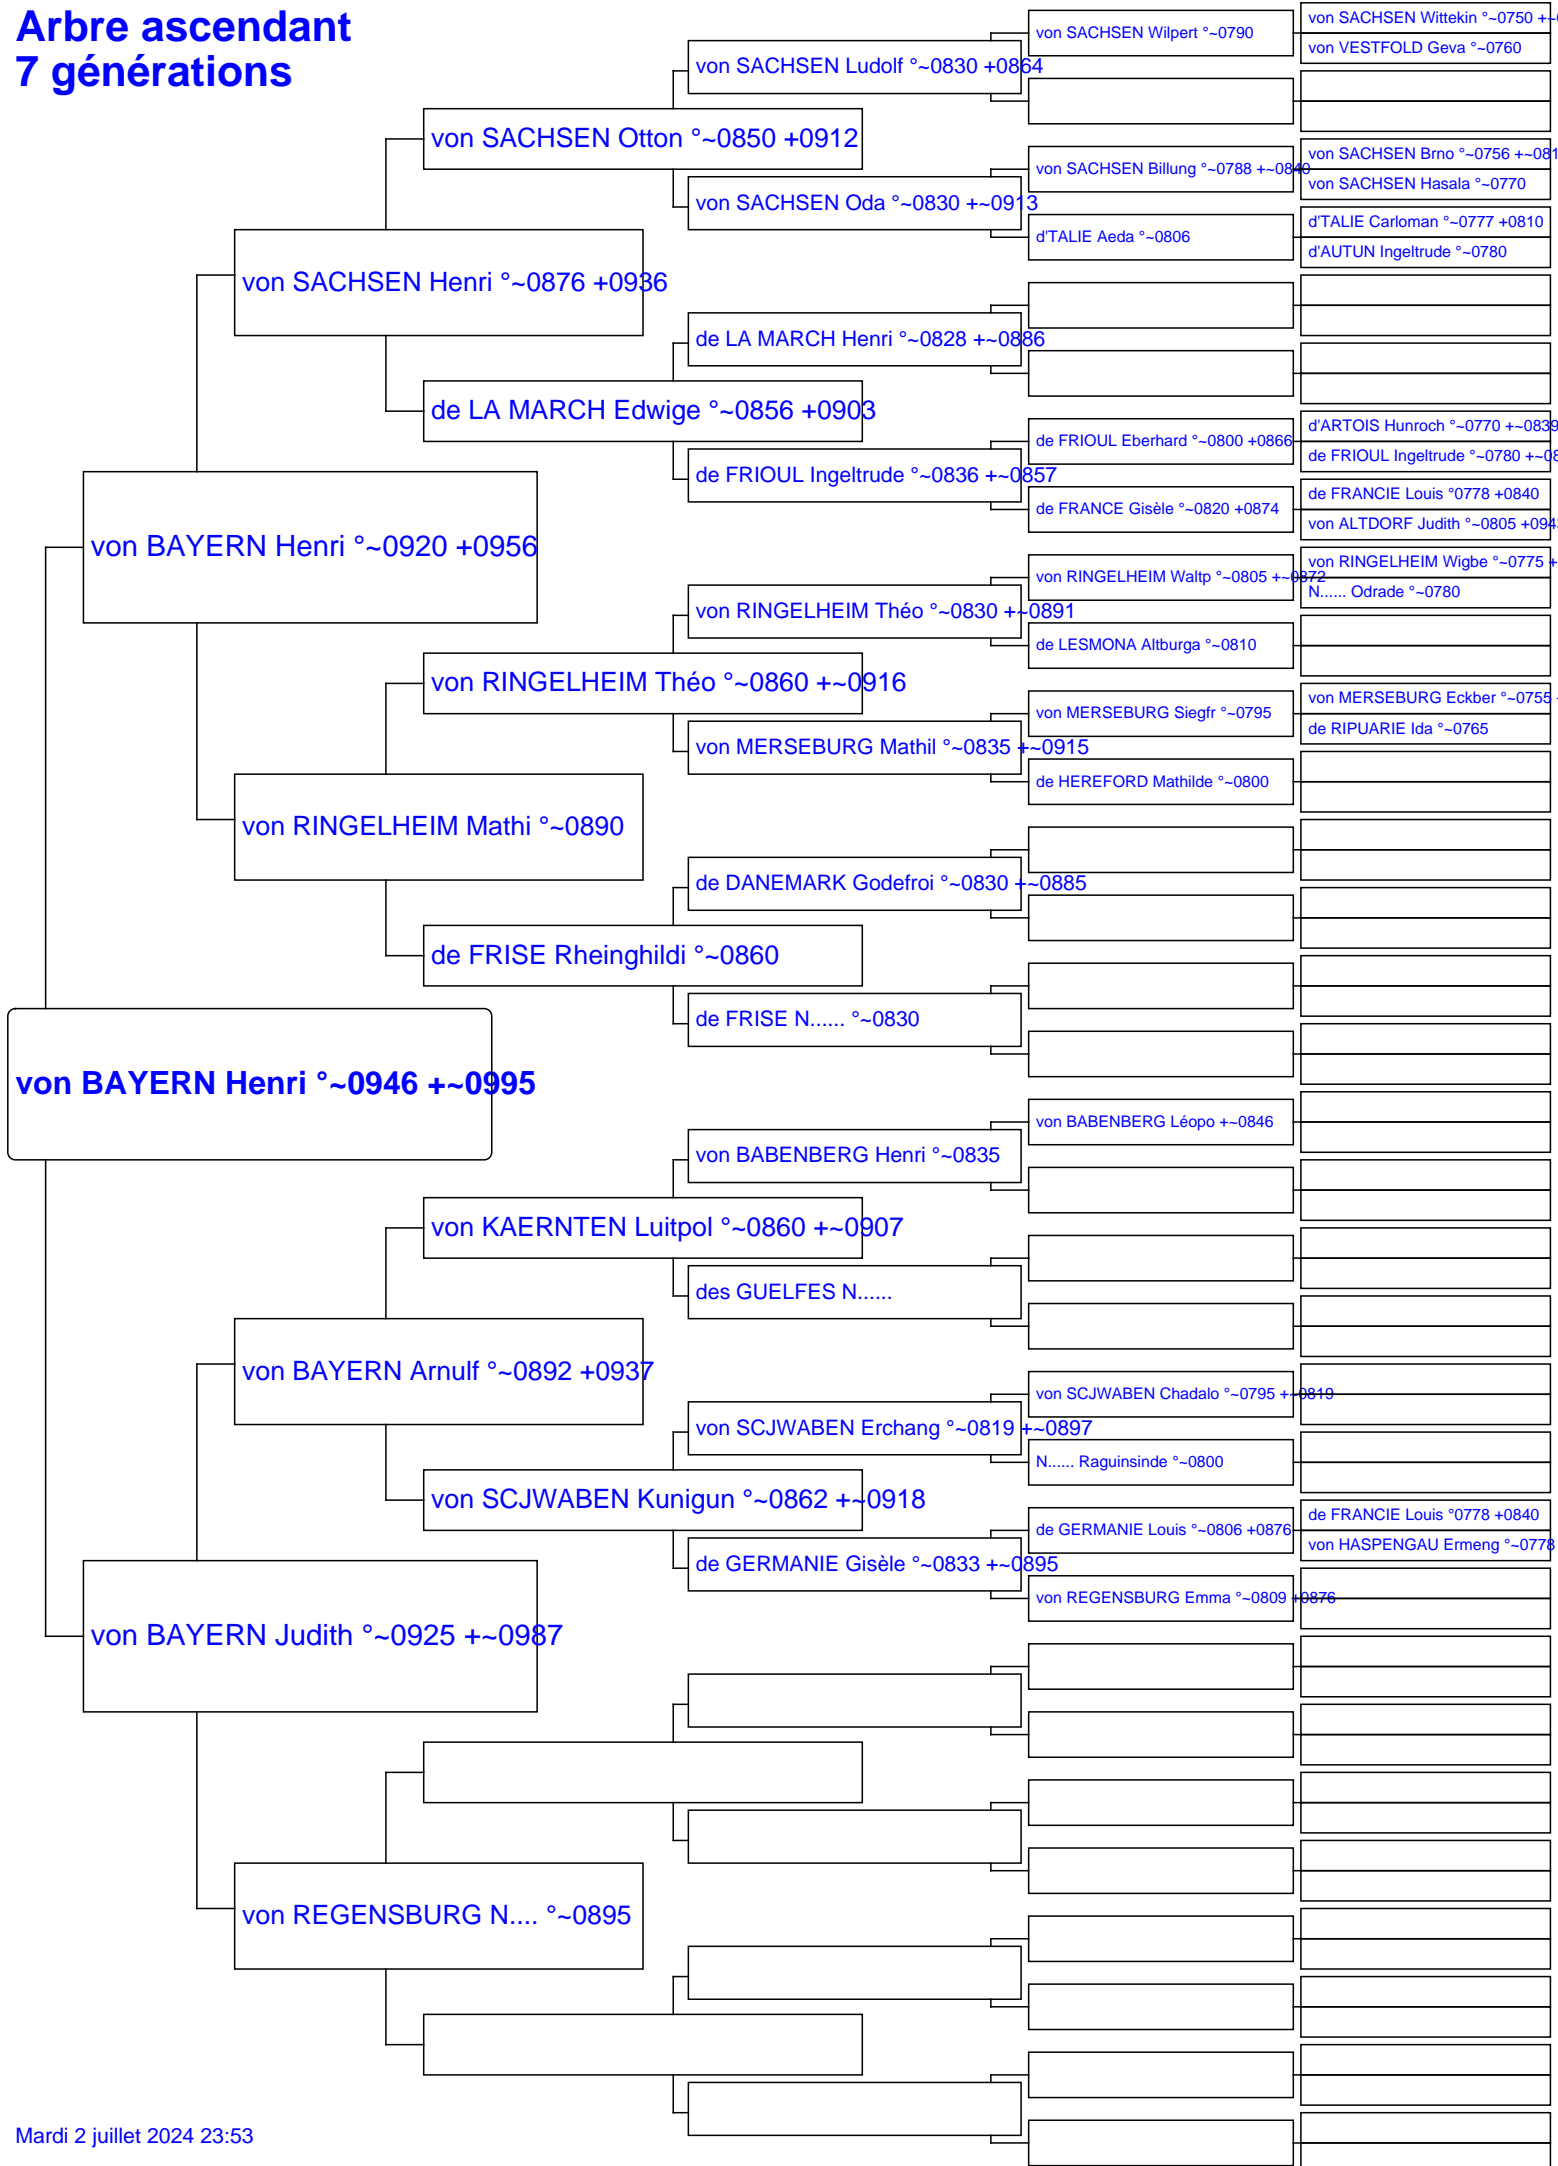 Arbre ascendant
7 générations
von SACHSEN Wittekin °~0750 +~0
von SACHSEN Wilpert °~0790
von VESTFOLD Geva °~0760
von SACHSEN Ludolf °~0830 +0864
von SACHSEN Otton °~0850 +0912
von SACHSEN Brno °~0756 +~081
von SACHSEN Billung °~0788 +~0840
von SACHSEN Hasala °~0770
von SACHSEN Oda °~0830 +~0913
d'TALIE Carloman °~0777 +0810
d'TALIE Aeda °~0806
d'AUTUN Ingeltrude °~0780
von SACHSEN Henri °~0876 +0936
de LA MARCH Henri °~0828 +~0886
de LA MARCH Edwige °~0856 +0903
d'ARTOIS Hunroch °~0770 +~0839
de FRIOUL Eberhard °~0800 +0866
de FRIOUL Ingeltrude °~0780 +~08
de FRIOUL Ingeltrude °~0836 +~0857
de FRANCIE Louis °0778 +0840
de FRANCE Gisèle °~0820 +0874
von ALTDORF Judith °~0805 +094
von BAYERN Henri °~0920 +0956
von RINGELHEIM Wigbe °~0775 +
von RINGELHEIM Waltp °~0805 +~0872
N...... Odrade °~0780
von RINGELHEIM Théo °~0830 +~0891
de LESMONA Altburga °~0810
von RINGELHEIM Théo °~0860 +~0916
von MERSEBURG Eckber °~0755
von MERSEBURG Siegfr °~0795
de RIPUARIE Ida °~0765
von MERSEBURG Mathil °~0835 +~0915
de HEREFORD Mathilde °~0800
von RINGELHEIM Mathi °~0890
de DANEMARK Godefroi °~0830 +~0885
de FRISE Rheinghildi °~0860
de FRISE N...... °~0830
von BAYERN Henri °~0946 +~0995
von BABENBERG Léopo +~0846
von BABENBERG Henri °~0835
von KAERNTEN Luitpol °~0860 +~0907
des GUELFES N......
von BAYERN Arnulf °~0892 +0937
von SCJWABEN Chadalo °~0795 +~0819
von SCJWABEN Erchang °~0819 +~0897
N...... Raguinsinde °~0800
von SCJWABEN Kunigun °~0862 +~0918
de FRANCIE Louis °0778 +0840
de GERMANIE Louis °~0806 +0876
von HASPENGAU Ermeng °~0778
de GERMANIE Gisèle °~0833 +~0895
von REGENSBURG Emma °~0809 +0876
von BAYERN Judith °~0925 +~0987
von REGENSBURG N.... °~0895
Mardi 2 juillet 2024 23:53